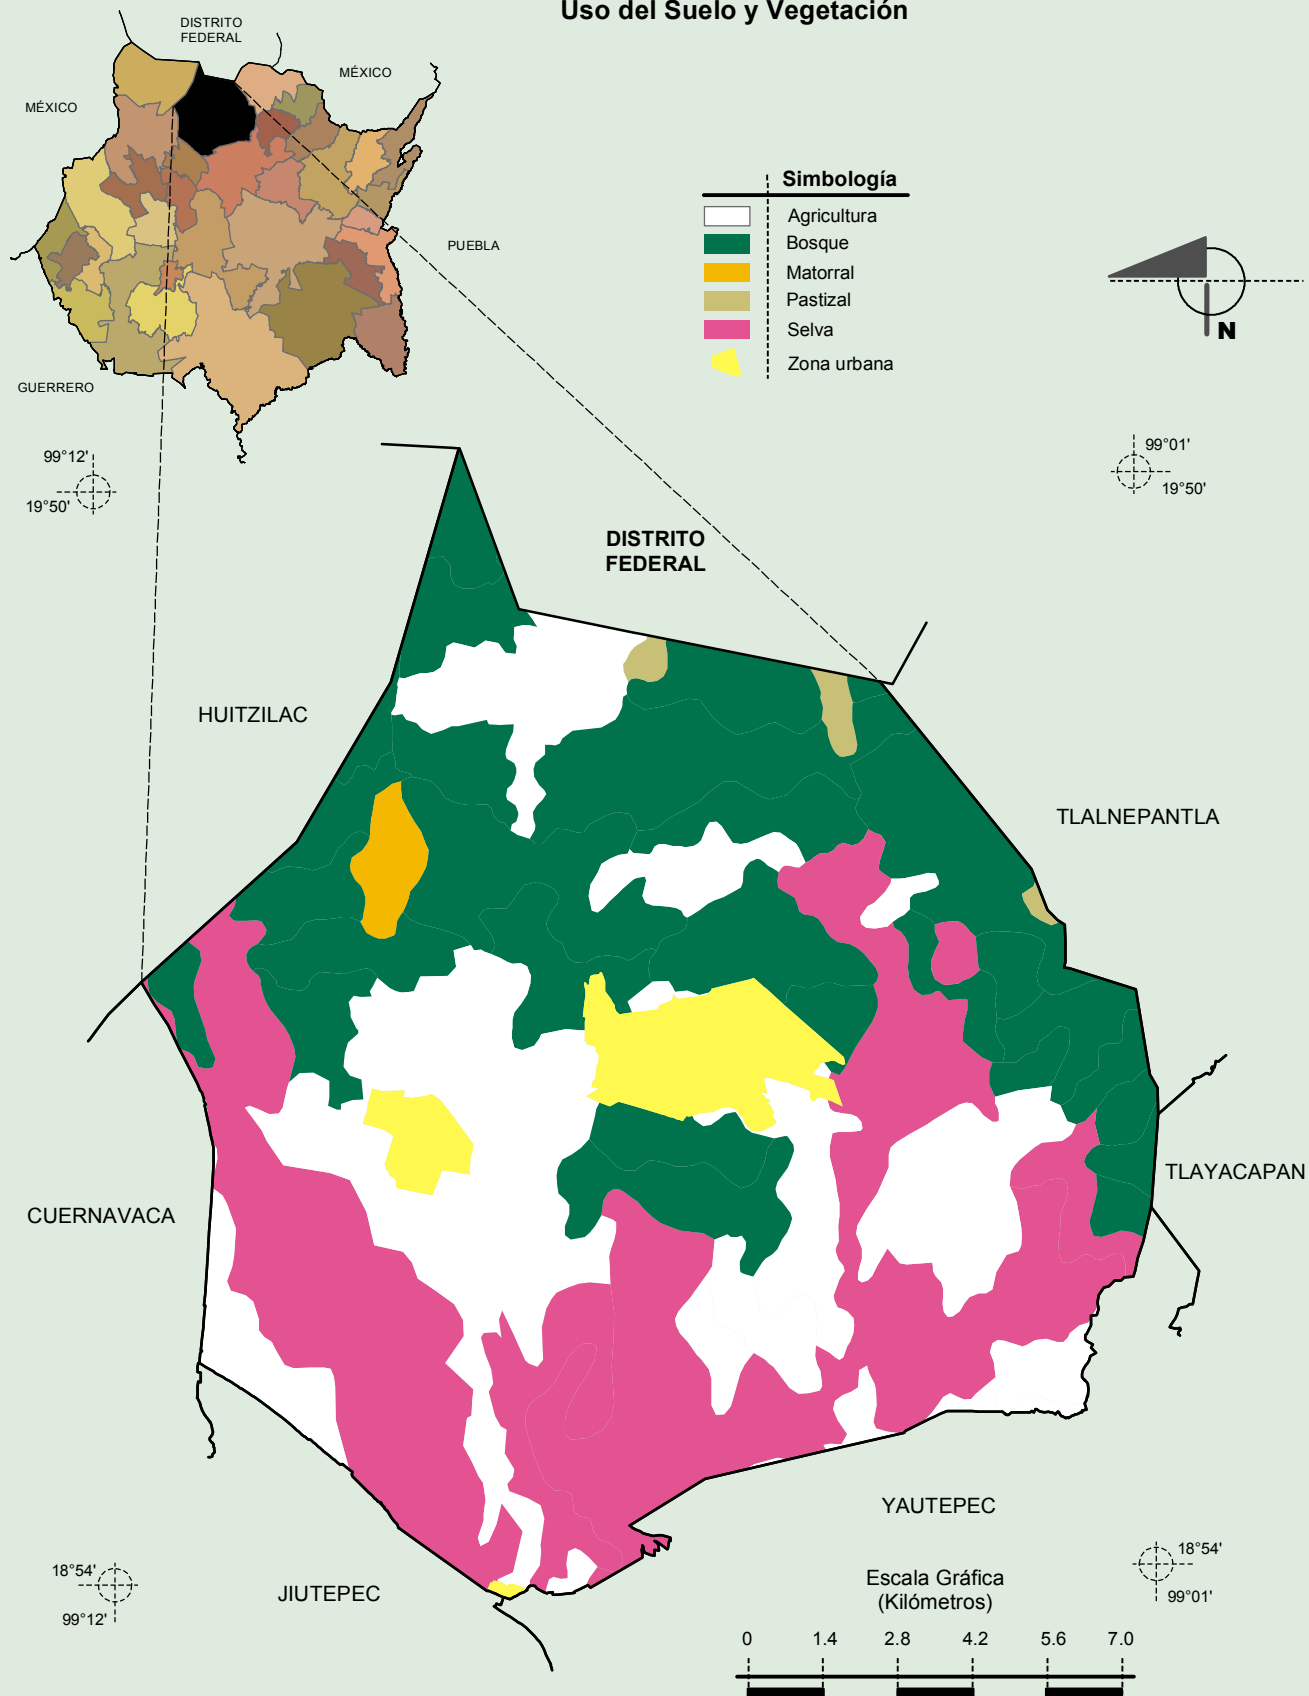 Uso del Suelo y Vegetación
DISTRITO
FEDERAL
MÉXICO
MÉXICO
PUEBLA
GUERRERO
Simbología
Agricultura
Bosque
Matorral
Pastizal
Selva
Zona urbana
N
99°12'
19°50'
99°01'
19°50'
DISTRITO
FEDERAL
HUITZILAC
TLALNEPANTLA
TLAYACAPAN
CUERNAVACA
YAUTEPEC
JIUTEPEC
18°54'
99°12'
18°54'
99°01'
Escala Gráfica
(Kilómetros)
0 1.4 2.8 4.2 5.6 7.0